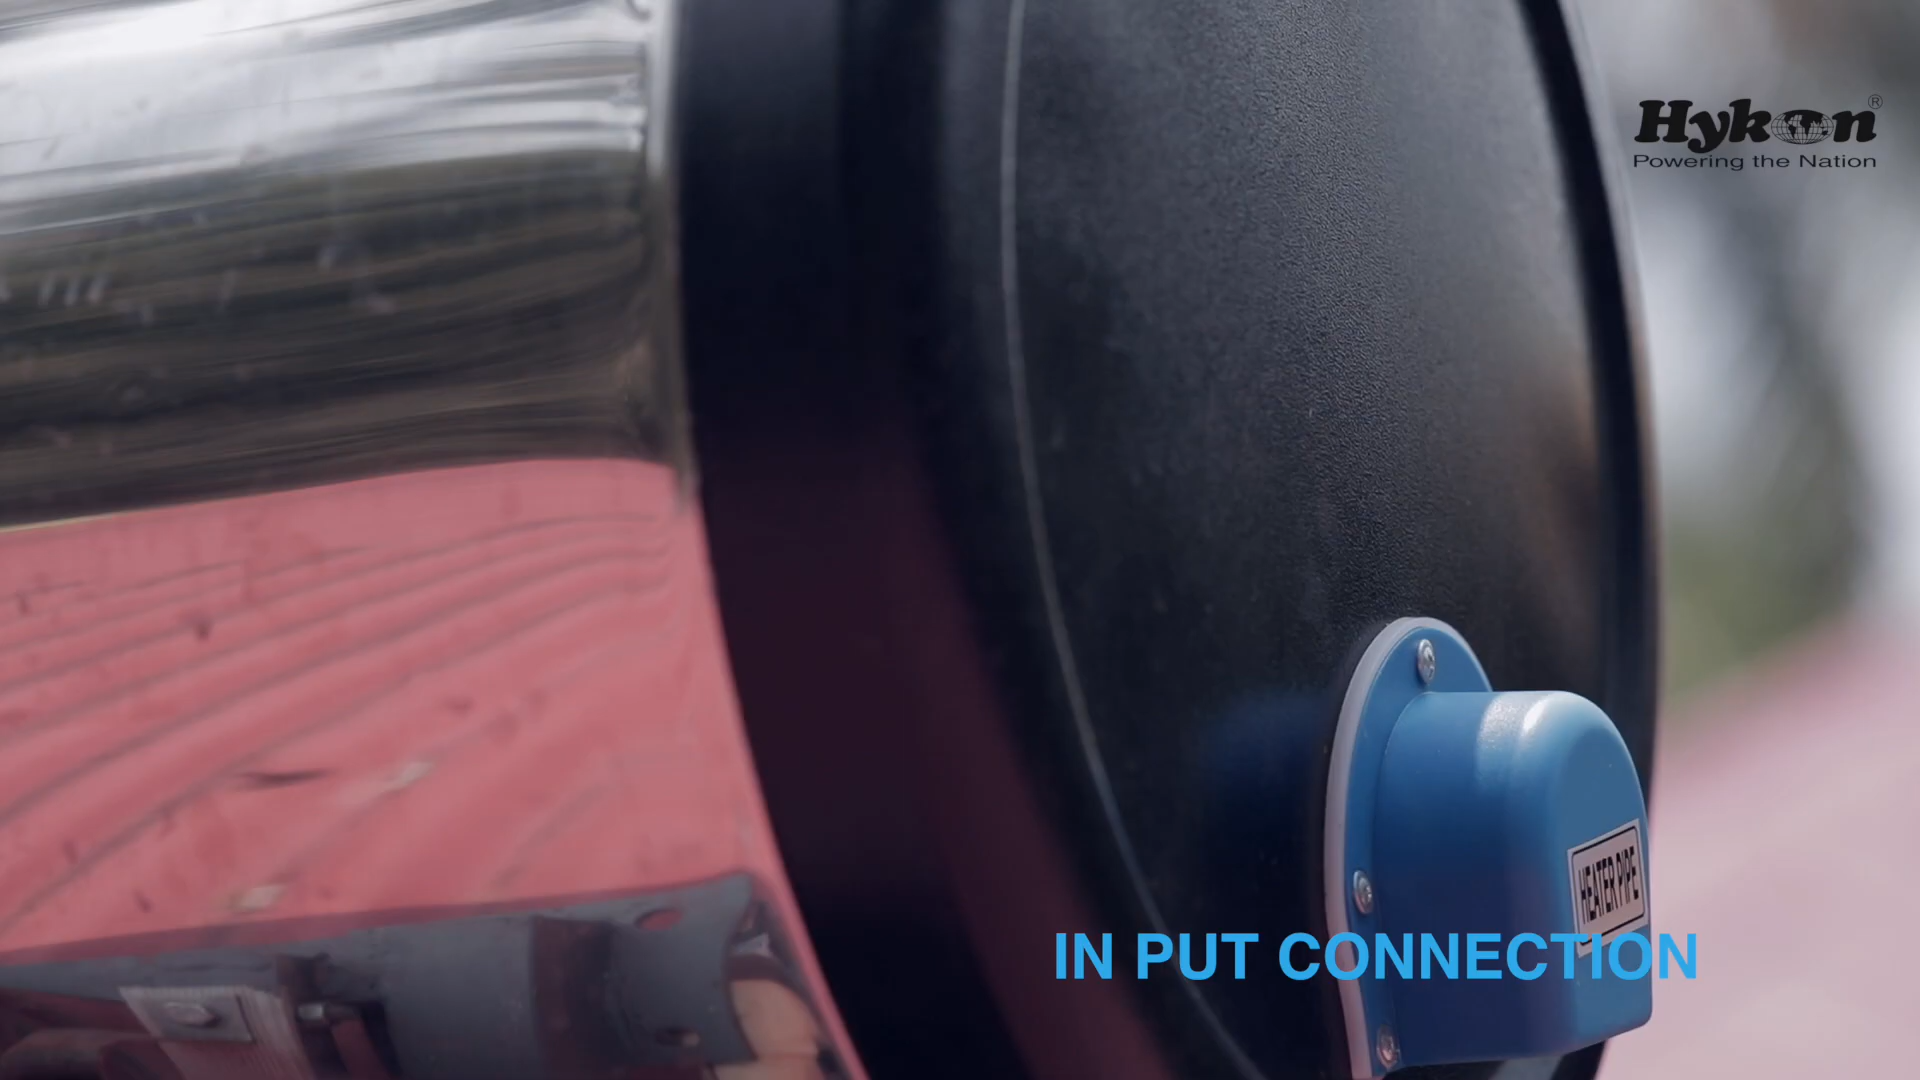 Hykon®
Powering the Nation
HEATER PIPE
IN PUT CONNECTION